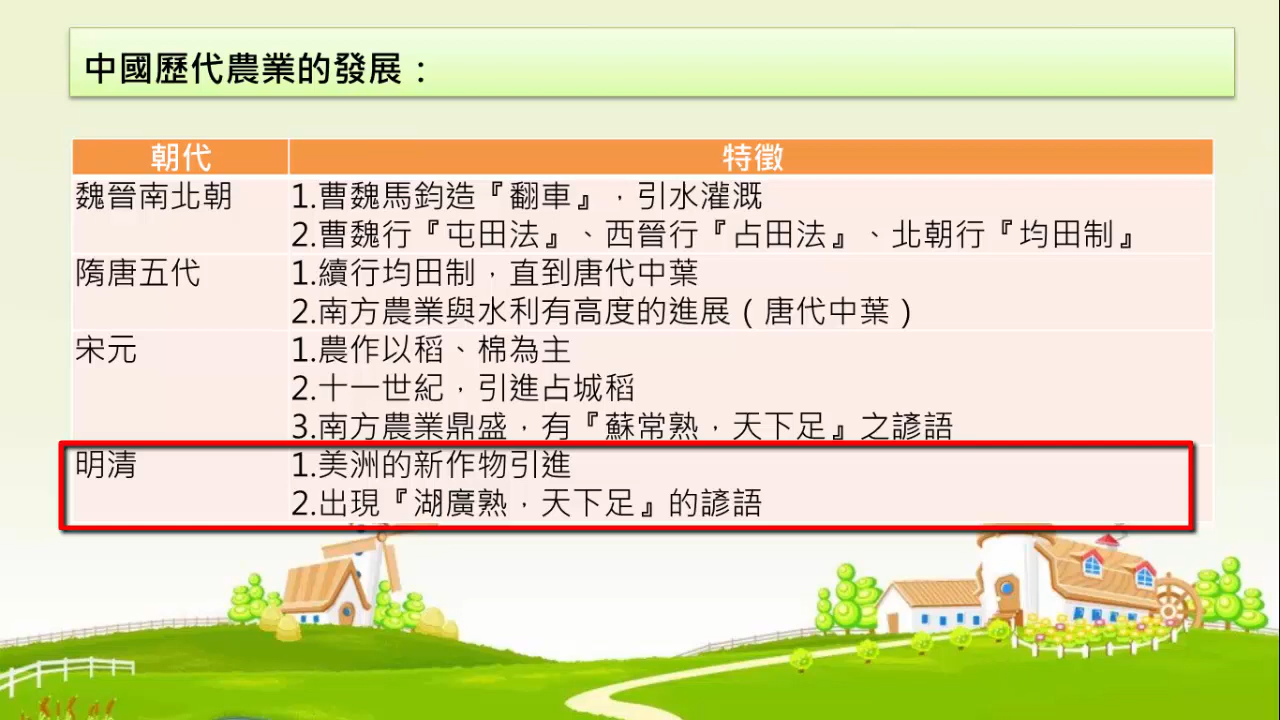 中國歷代農業的發展：
朝代 特徵
魏晉南北朝 1.曹魏馬鈞造『翻車』，引水灌溉
2.曹魏行『屯田法』、西晉行『占田法』、北朝行『均田制』
隋唐五代 1.續行均田制，直到唐代中葉
2.南方農業與水利有高度的進展（唐代中葉）
宋元 1.農作以稻、棉為主
2.十一世紀，引進占城稻
3.南方農業鼎盛，有『蘇常熟，天下足』之諺語
明清 1.美洲的新作物引進
2.出現『湖廣熟，天下足』的諺語